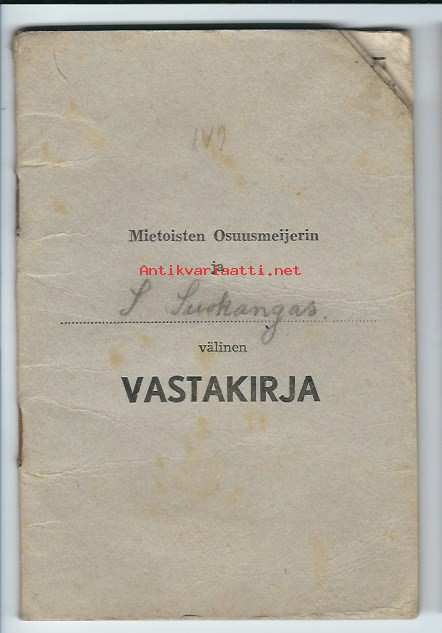 Mietoisten Osuusmeijerin
ja
Antikvariaatti.net
S Suokangas.
välinen
VASTAKIRJA